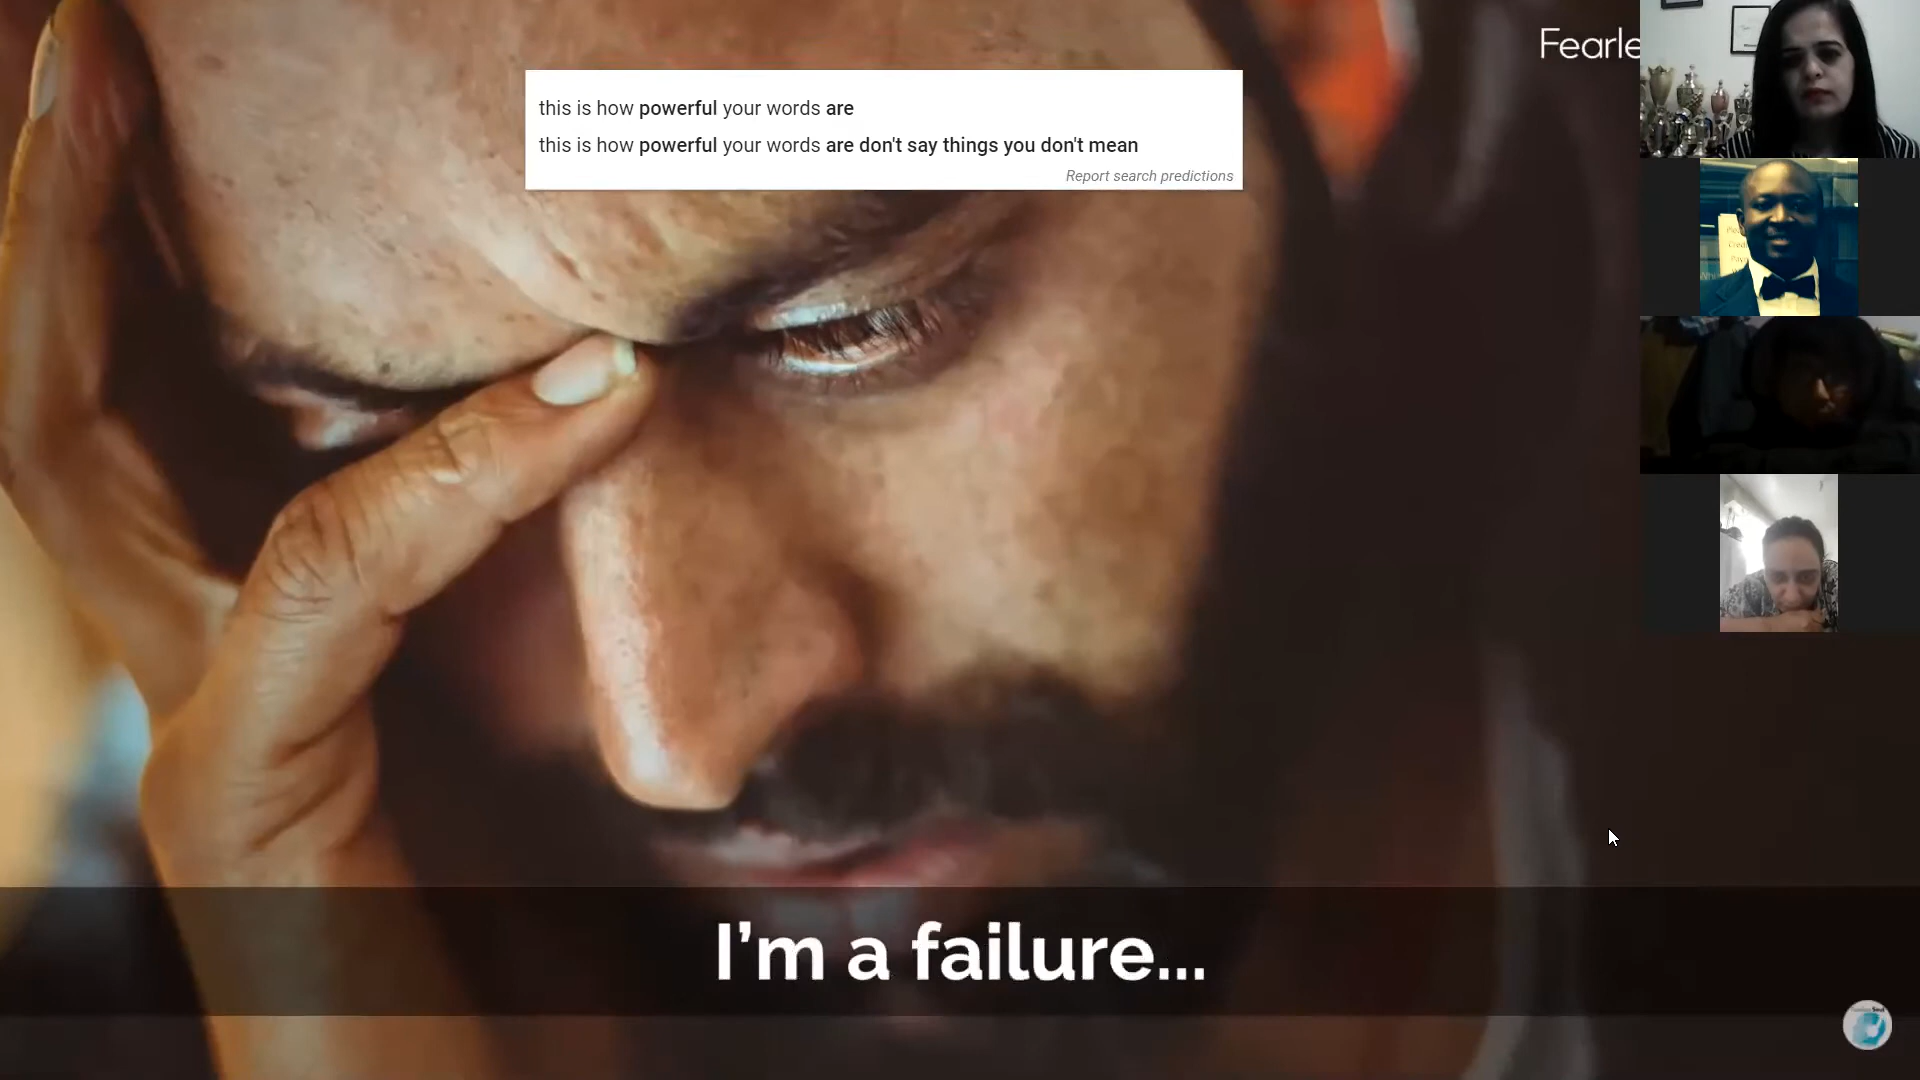 Fearle
this is how powerful your words are
this is how powerful your words are don't say things you don't mean
Report search predictions
I'm a failure...